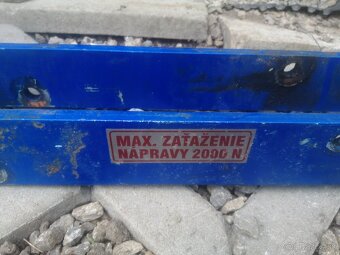 MAX. ZAŤAŽENIE
NÁPRAVY 2000 N